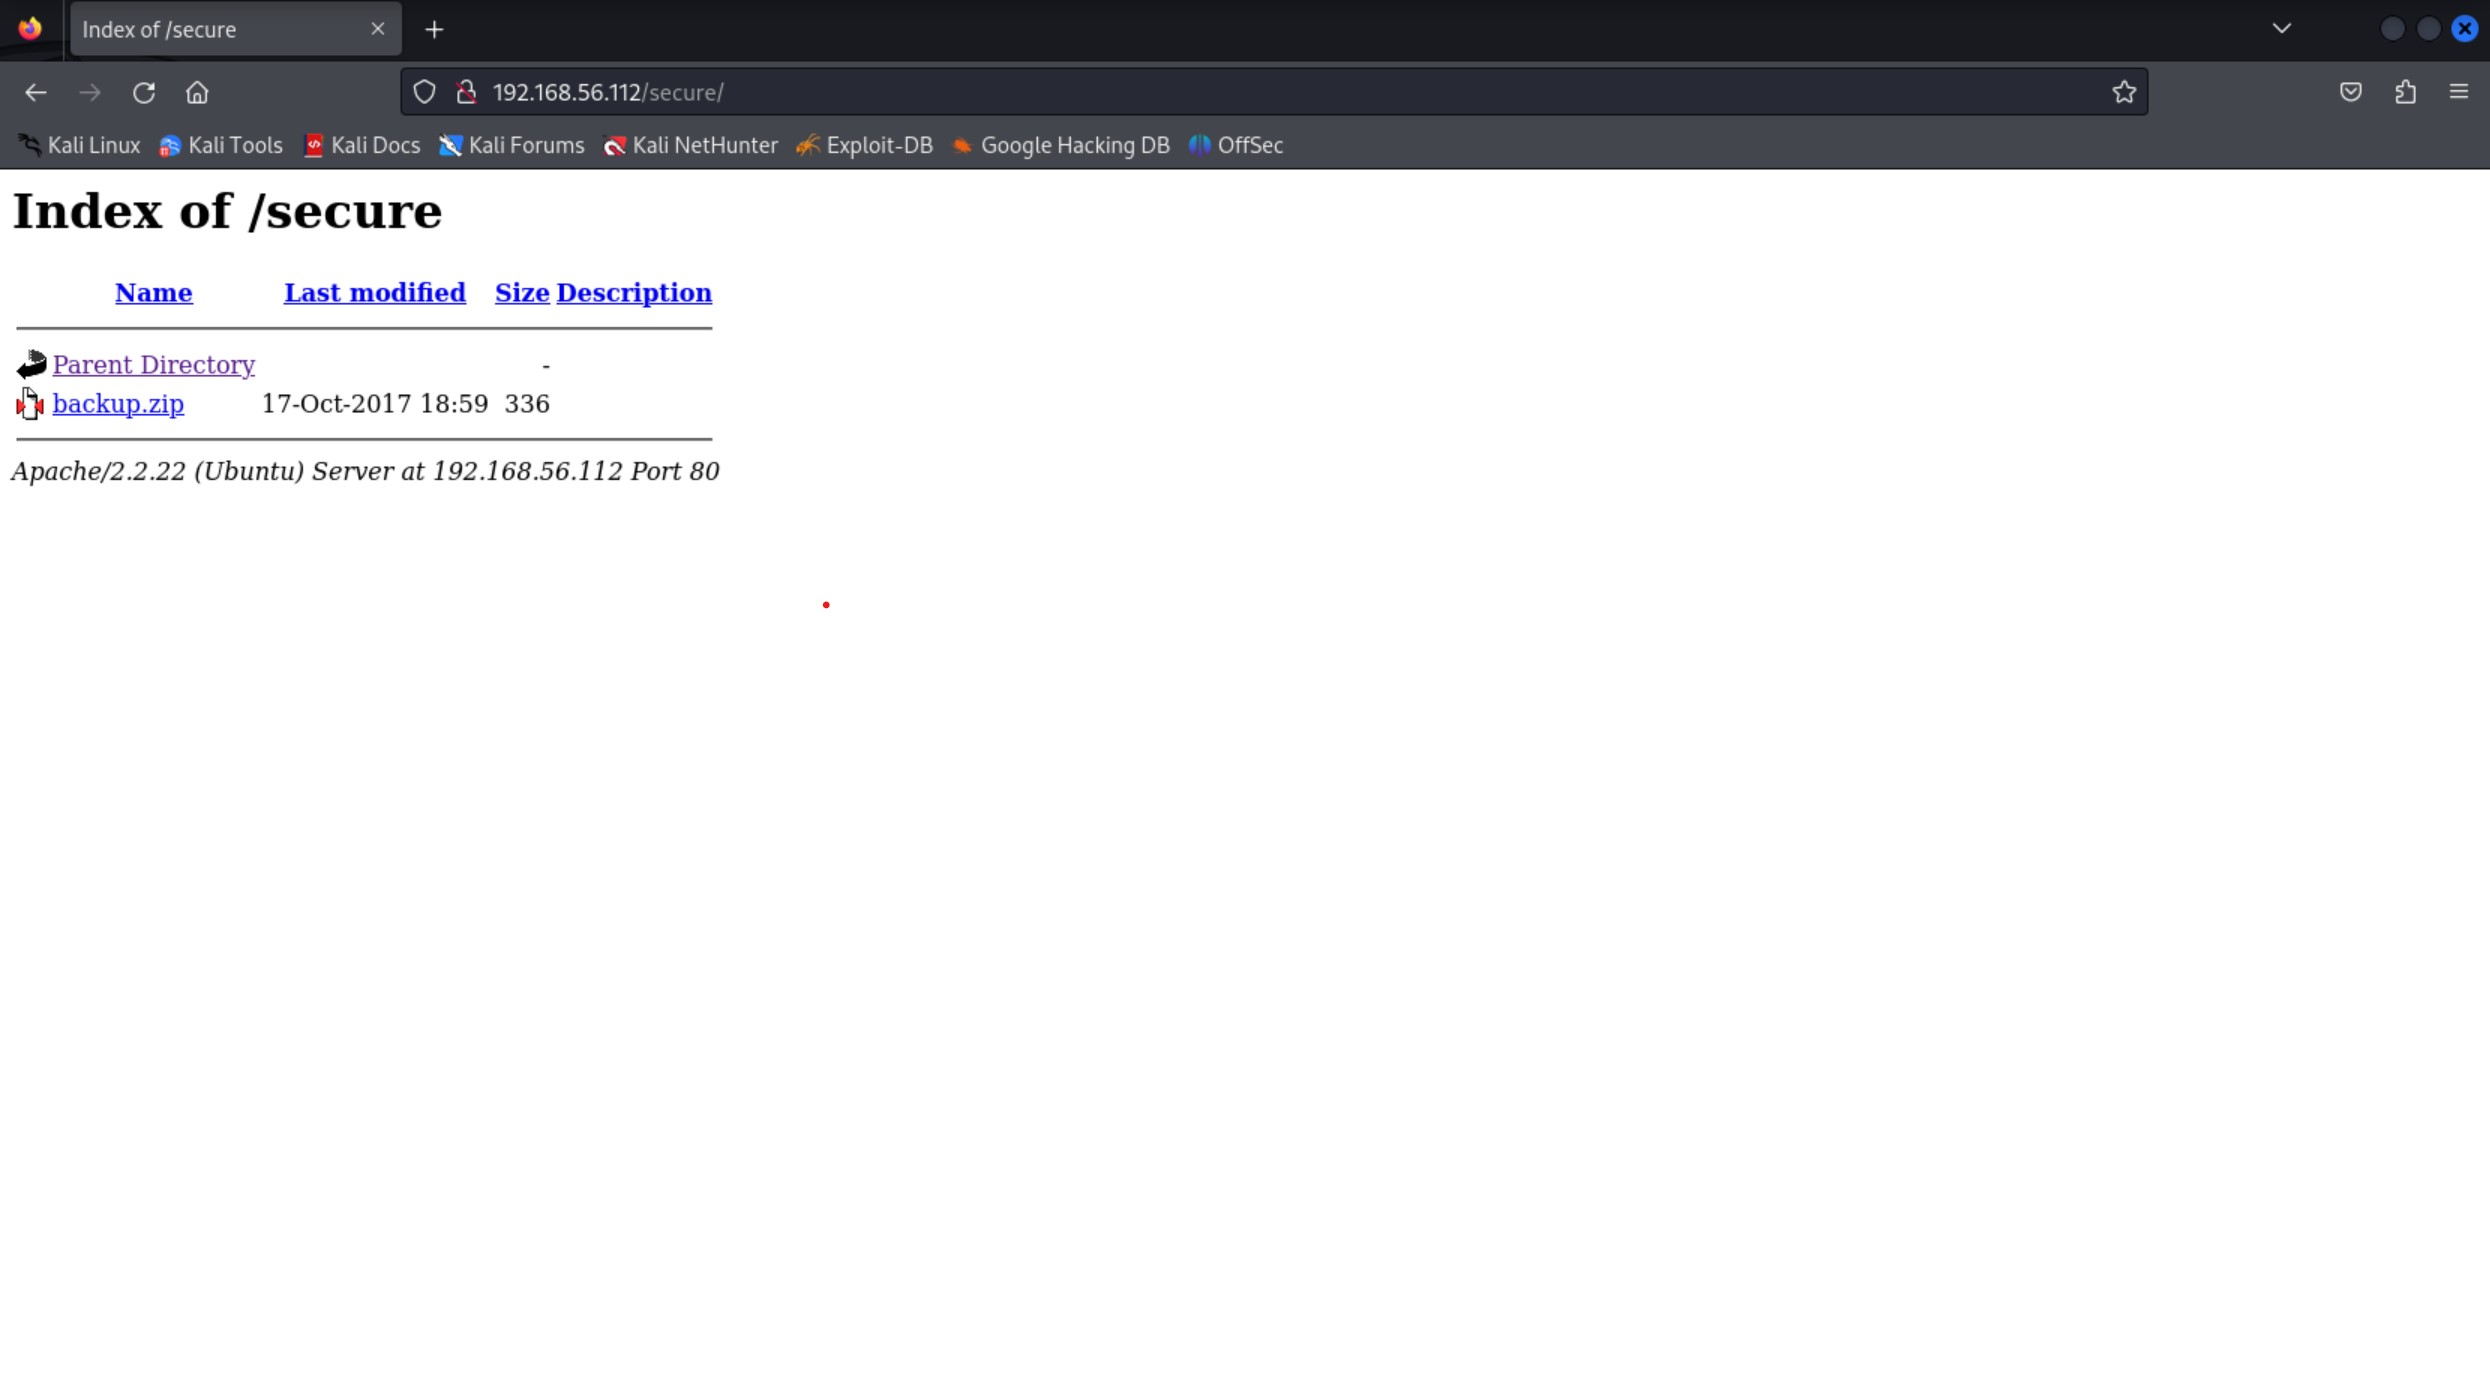 Index of /secure
192.168.56.112/secure/
Kali Linux Kali Tools Kali Docs Kali Forums Kali NetHunter Exploit-DB Google Hacking DB OffSec
Index of /secure
Name Last modified Size Description
Parent Directory -
backup.zip 17-Oct-2017 18:59 336
Apache/2.2.22 (Ubuntu) Server at 192.168.56.112 Port 80